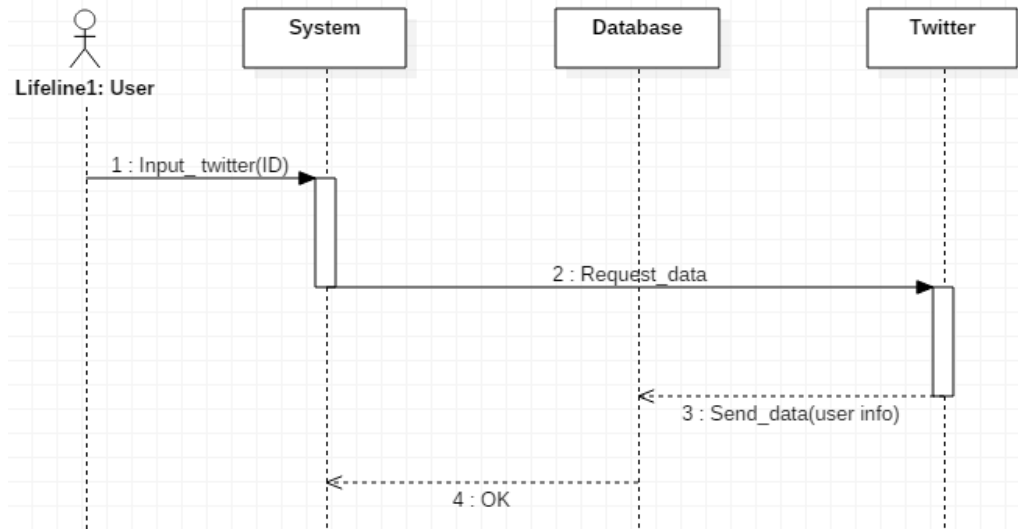 System
Database
Twitter
Lifeline1: User
1 : Input_ twitter(ID)
2 : Request_data
3 : Send_data(user info)
4 : OK